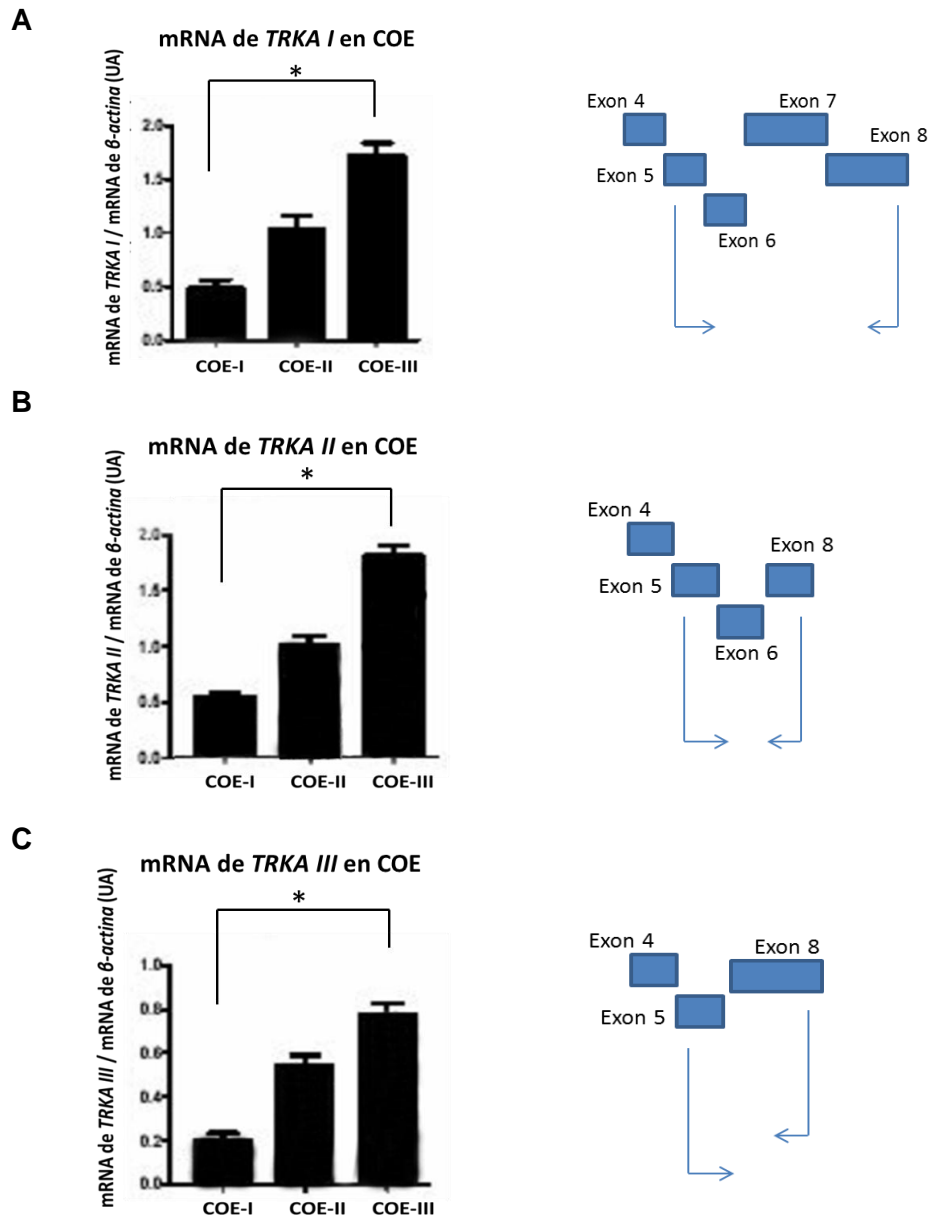 A
mRNA de TRKA I en COE
*
mRNA de TRKA I / mRNA de β-actina (UA)
2.0
1.5
1.0
0.5
0.0
COE-I COE-II COE-III
Exon 4
Exon 7
Exon 8
Exon 5
Exon 6
B
mRNA de TRKA II en COE
*
mRNA de TRKA II / mRNA de β-actina (UA)
2.0
1.5
1.0
0.5
0.0
COE-I COE-II COE-III
Exon 4
Exon 8
Exon 5
Exon 6
C
mRNA de TRKA III en COE
*
mRNA de TRKA III / mRNA de β-actina (UA)
1.0
0.8
0.6
0.4
0.2
0.0
COE-I COE-II COE-III
Exon 4
Exon 8
Exon 5